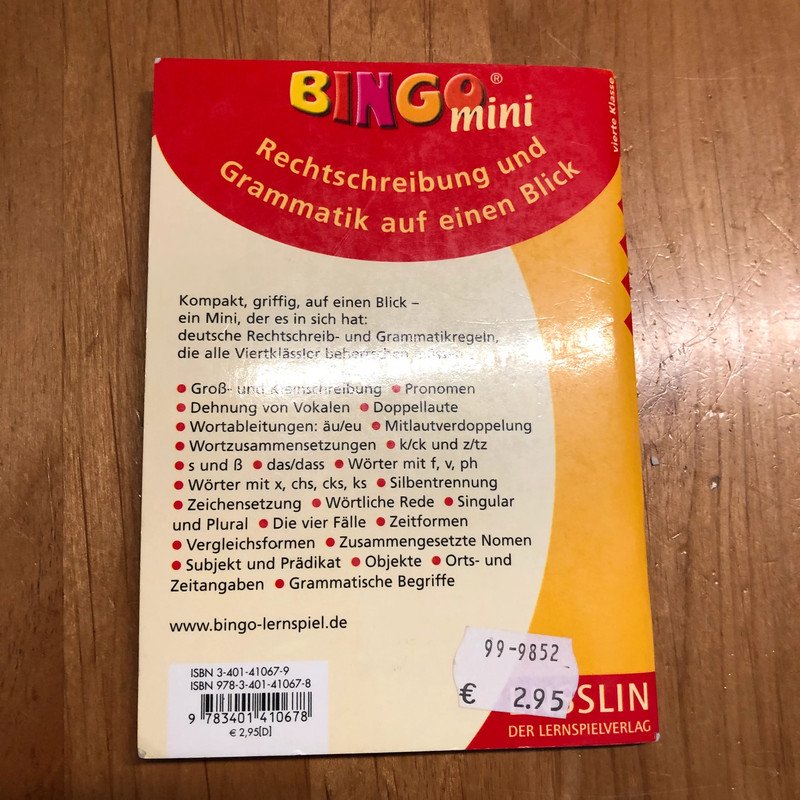 BINGO® mini
Rechtschreibung und
Grammatik auf einen Blick
vierte Klasse
Kompakt, griffig, auf einen Blick –
ein Mini, der es in sich hat:
deutsche Rechtschreib- und Grammatikregeln,
die alle Viertklässler beherrschen
• Groß- und Kleinschreibung • Pronomen
• Dehnung von Vokalen • Doppellaute
• Wortableitungen: äu/eu • Mitlautverdoppelung
• Wortzusammensetzungen • k/ck und z/tz
• s und ß • das/dass • Wörter mit f, v, ph
• Wörter mit x, chs, cks, ks • Silbentrennung
• Zeichensetzung • Wörtliche Rede • Singular
und Plural • Die vier Fälle • Zeitformen
• Vergleichsformen • Zusammengesetzte Nomen
• Subjekt und Prädikat • Objekte • Orts- und
Zeitangaben • Grammatische Begriffe
www.bingo-lernspiel.de
ISBN 3-401-41067-9
ISBN 978-3-401-41067-8
9 783401 410678
€ 2,95[D]
99-9852
€ 2.95
SLIN
DER LERNSPIELVERLAG